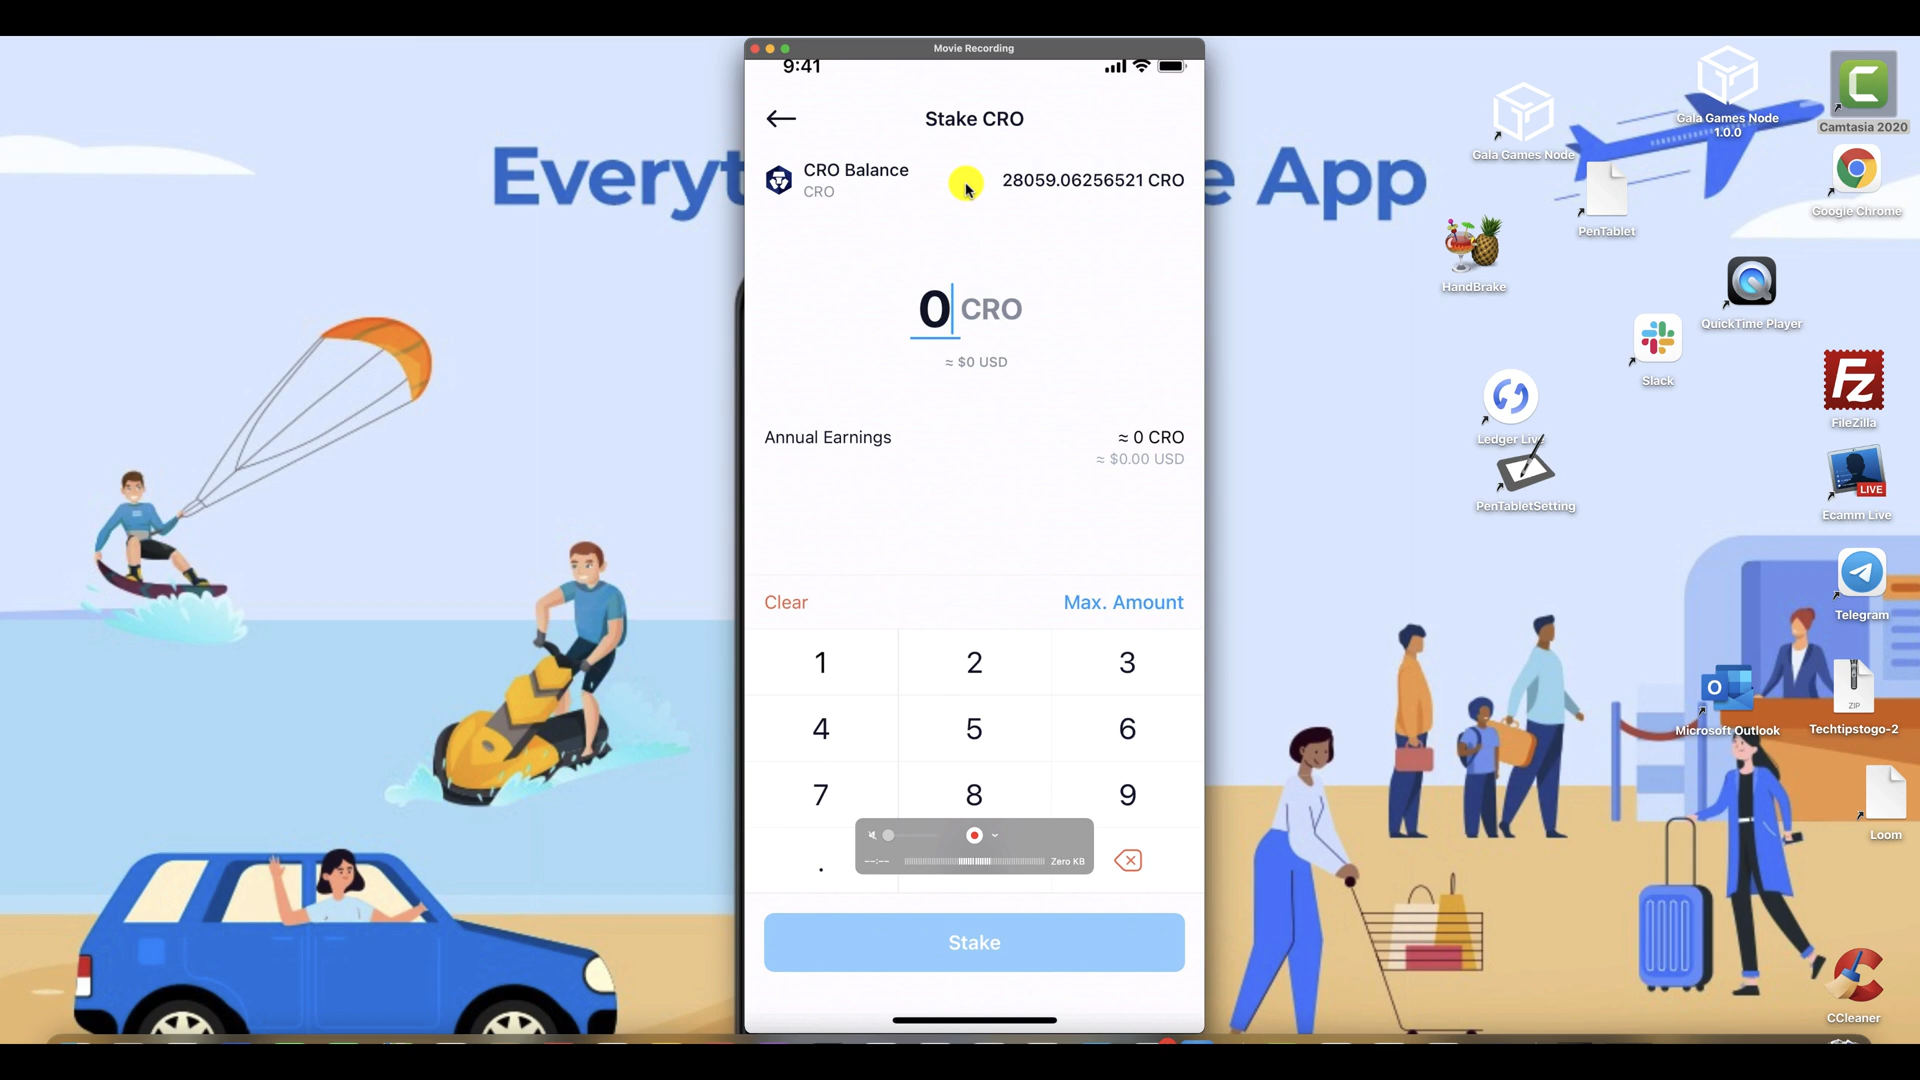 Movie Recording
9:41
Stake CRO
CRO Balance
CRO
28059.06256521 CRO
Everyt
e App
0 CRO
≈ $0 USD
Annual Earnings
≈ 0 CRO
≈ $0.00 USD
Clear
Max. Amount
1 2 3
4 5 6
7 8 9
.
--:--
Zero KB
Stake
Gala Games Node
Gala Games Node
1.0.0
Camtasia 2020
Google Chrome
PenTablet
HandBrake
QuickTime Player
Slack
Fz
FileZilla
Ledger Live
PenTabletSetting
LIVE
Ecamm Live
Telegram
O
Microsoft Outlook
ZIP
Techtipstogo-2
Loom
CCleaner